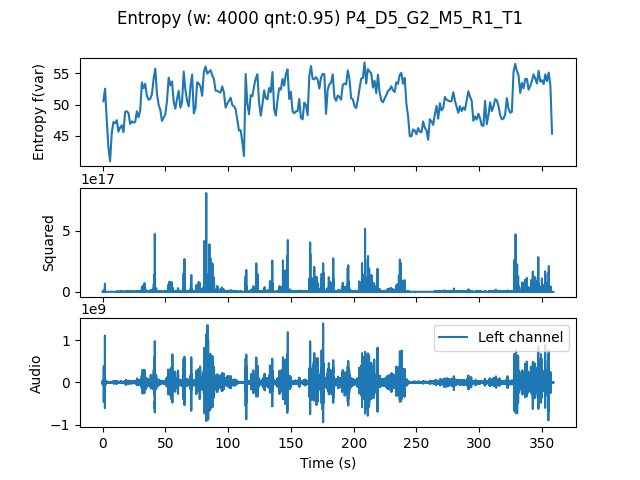 Entropy (w: 4000 qnt:0.95) P4_D5_G2_M5_R1_T1
55
50
45
Entropy f(var)
1e17
5
0
Squared
1e9
1
0
−1
Audio
Left channel
0 50 100 150 200 250 300 350
Time (s)